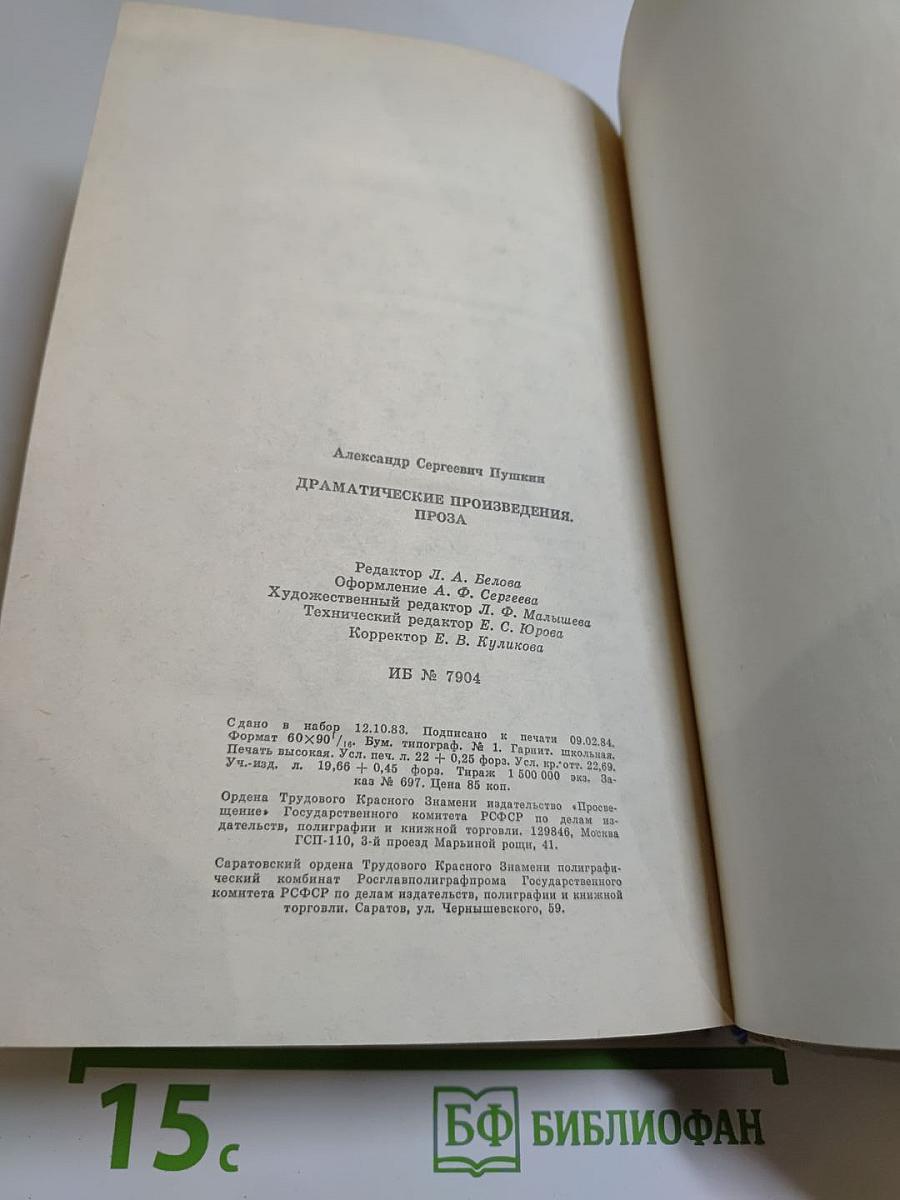 Александр Сергеевич Пушкин
ДРАМАТИЧЕСКИЕ ПРОИЗВЕДЕНИЯ.
ПРОЗА
Редактор Л. А. Белова
Оформление А. Ф. Сергеева
Художественный редактор Л. Ф. Малышева
Технический редактор Е. С. Юрова
Корректор Е. В. Куликова
ИБ № 7904
Сдано в набор 12.10.83. Подписано к печати 09.02.84.
Формат 60×90 1/16. Бум. типограф. № 1. Гарнит. школьная.
Печать высокая. Усл. печ. л. 22 + 0,25 форз. Усл. кр.-отт. 22,69.
Уч.-изд. л. 19,66 + 0,45 форз. Тираж 1 500 000 экз. За-
каз № 697. Цена 85 коп.
Ордена Трудового Красного Знамени издательство «Просве-
щение» Государственного комитета РСФСР по делам из-
дательств, полиграфии и книжной торговли. 129846, Москва
ГСП-110, 3-й проезд Марьиной рощи, 41.
Саратовский ордена Трудового Красного Знамени полиграфи-
ческий комбинат Росглавполиграфпрома Государственного
комитета РСФСР по делам издательств, полиграфии и книжной
торговли. Саратов, ул. Чернышевского, 59.
15 с
БФ БИБЛИОФАН